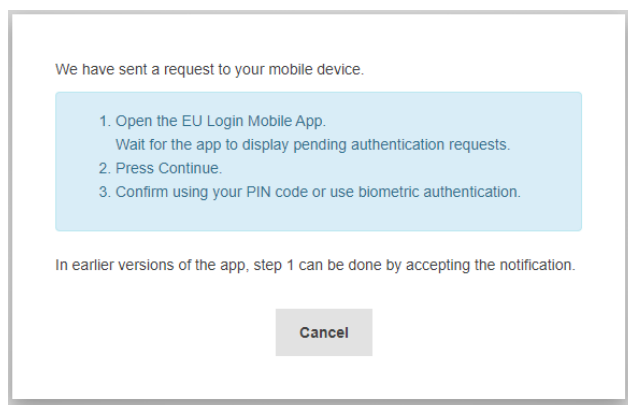 We have sent a request to your mobile device.
1. Open the EU Login Mobile App.
Wait for the app to display pending authentication requests.
2. Press Continue.
3. Confirm using your PIN code or use biometric authentication.
In earlier versions of the app, step 1 can be done by accepting the notification.
Cancel